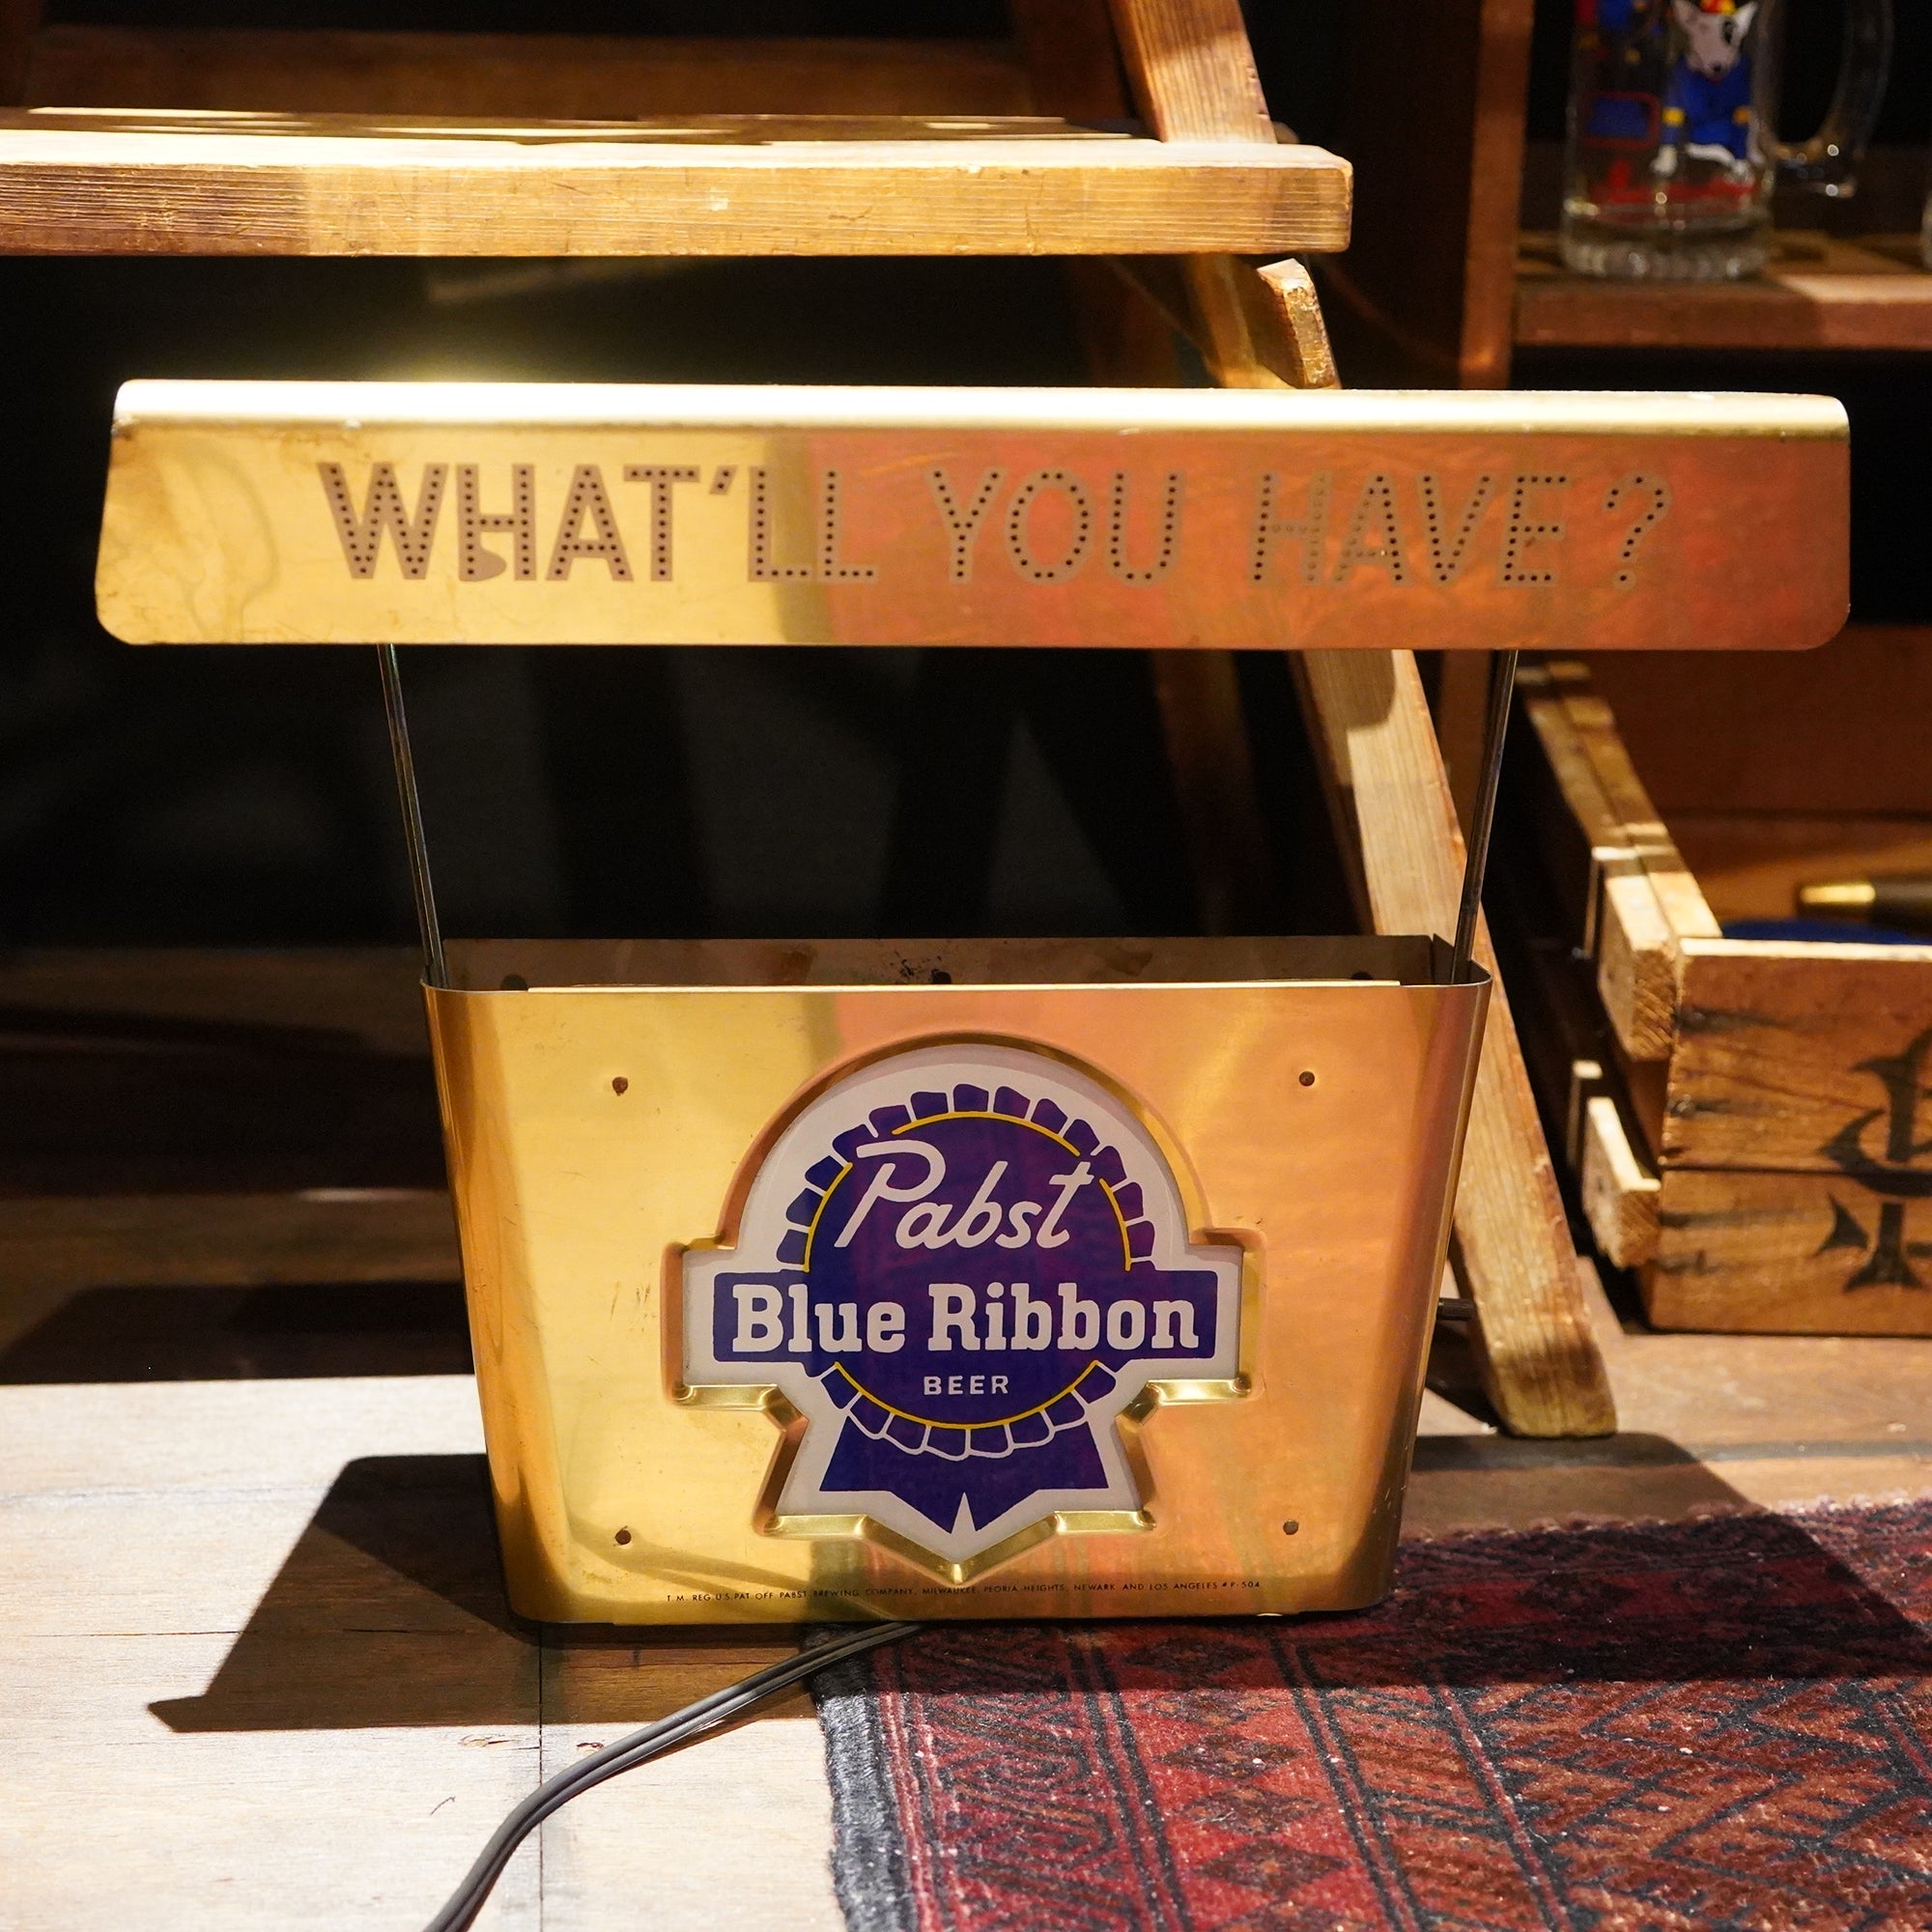 WHAT'LL YOU HAVE?
Pabst
Blue Ribbon
BEER
T.M. REG. U.S. PAT. OFF. PABST BREWING COMPANY, MILWAUKEE, PEORIA HEIGHTS, NEWARK AND LOS ANGELES #P-504